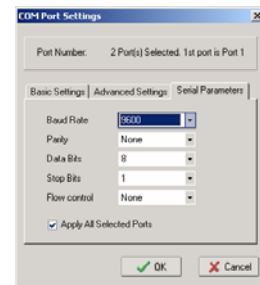 COM Port Settings
Port Number: 2 Port(s) Selected. 1st port is Port 1
Basic Settings Advanced Settings Serial Parameters
Baud Rate 9600
Parity None
Data Bits 8
Stop Bits 1
Flow control None
Apply All Selected Ports
OK Cancel